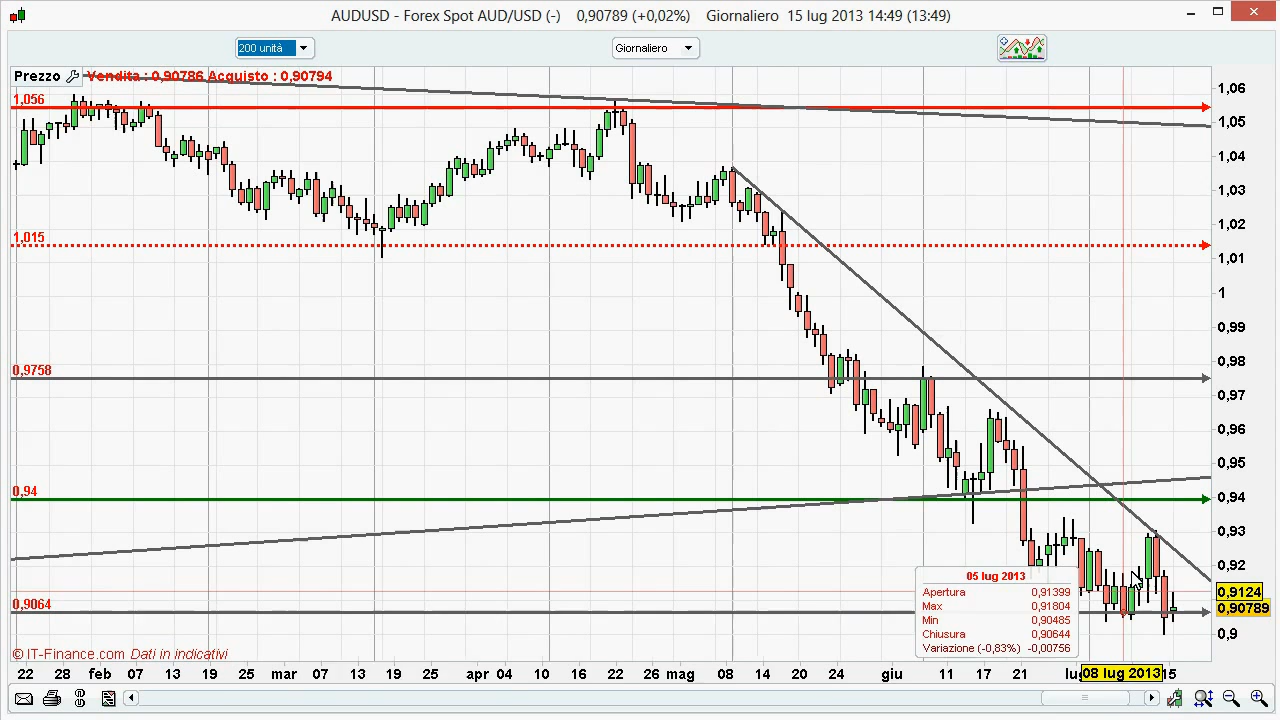 AUDUSD - Forex Spot AUD/USD (-) 0,90789 (+0,02%) Giornaliero 15 lug 2013 14:49 (13:49)
200 unità
Giornaliero
Prezzo Vendita : 0,90786 Acquisto : 0,90794
1,06
1,056
1,05
1,04
1,03
1,02
1,015
1,01
1
0,99
0,98
0,9758
0,97
0,96
0,95
0,94
0,94
0,93
0,92
05 lug 2013
Apertura 0,91399
Max 0,91804
Min 0,90485
Chiusura 0,90644
Variazione (-0,83%) -0,00756
0,9124
0,9064
0,90789
0,9
© IT-Finance.com Dati in indicativi
22 28 feb 07 13 19 25 mar 07 13 19 25 apr 04 10 16 22 mag 08 14 20 24 giu 11 17 21 lug 08 lug 2013 15